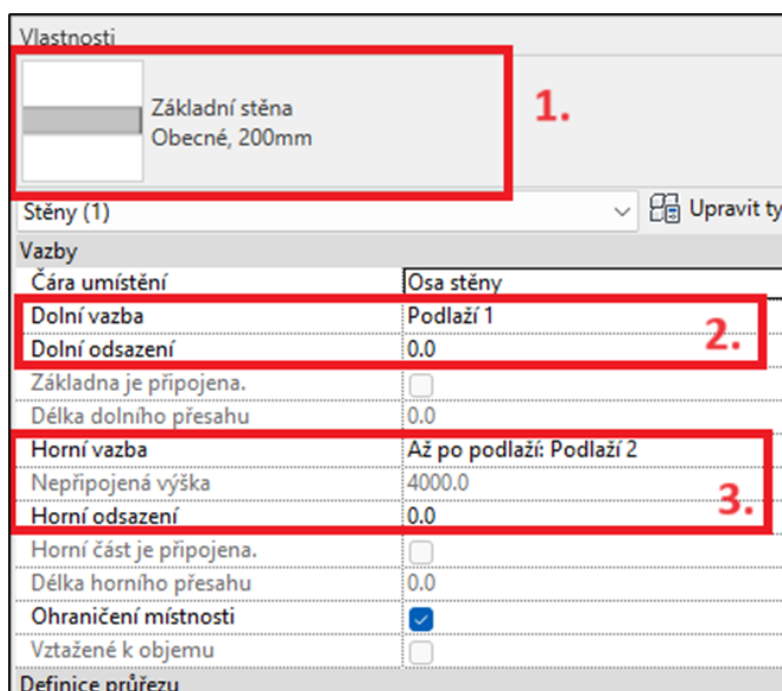 Vlastnosti
Základní stěna
Obecné, 200mm
1.
Stěny (1)
Upravit ty
Vazby
Čára umístění Osa stěny
Dolní vazba Podlaží 1
2.
Dolní odsazení 0.0
Základna je připojena.
Délka dolního přesahu 0.0
Horní vazba Až po podlaží: Podlaží 2
Nepřipojená výška 4000.0
3.
Horní odsazení 0.0
Horní část je připojena.
Délka horního přesahu 0.0
Ohraničení místnosti
Vztažené k objemu
Definice průřezu